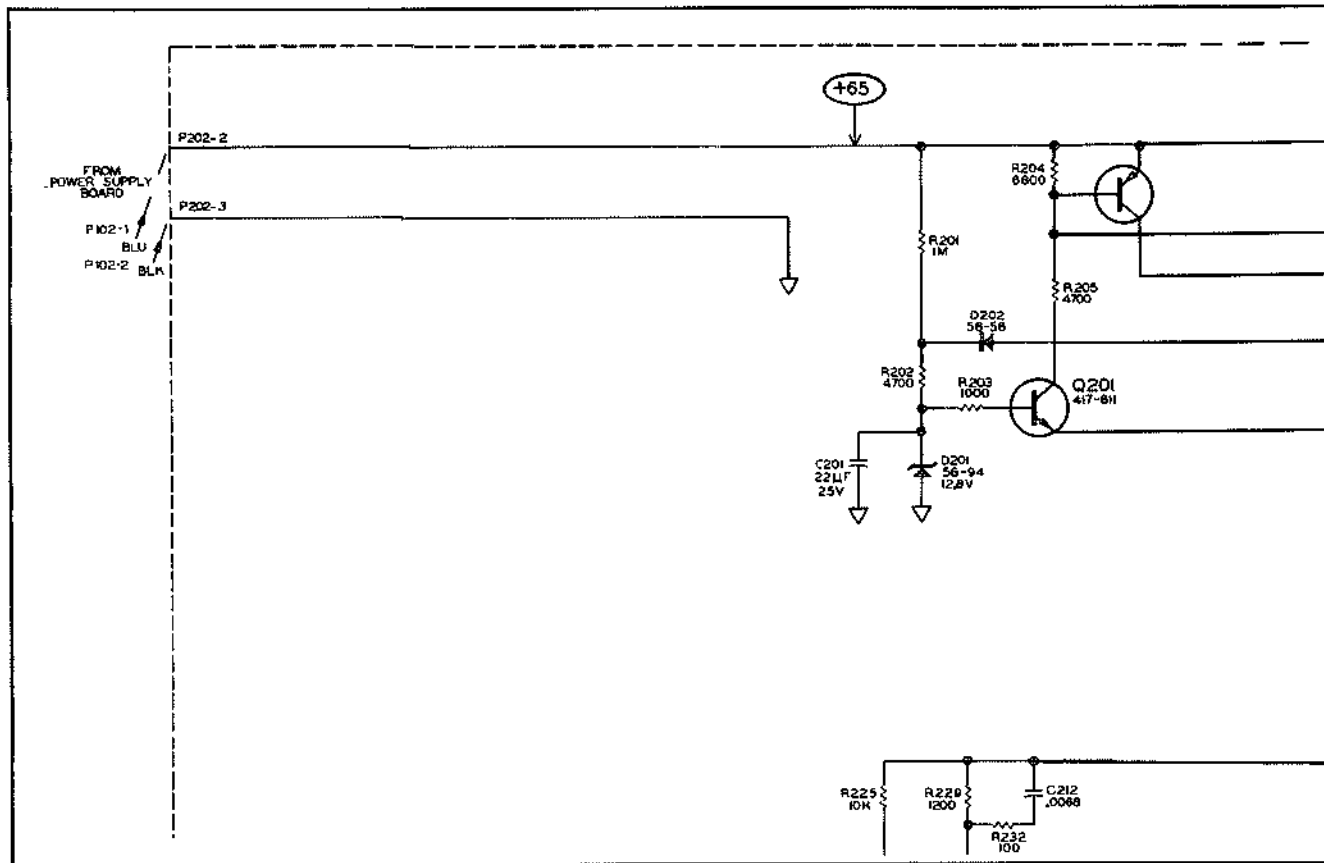 +65
P202-2
FROM
POWER SUPPLY
BOARD
R204
6800
P202-3
P102-1
BLU
P102-2
BLK
R201
1M
R205
4700
D202
56-56
R202
4700
R203
1000
Q201
417-811
C201
22µF
25V
D201
56-94
12.8V
R225
10K
R229
1200
C212
.0068
R232
100